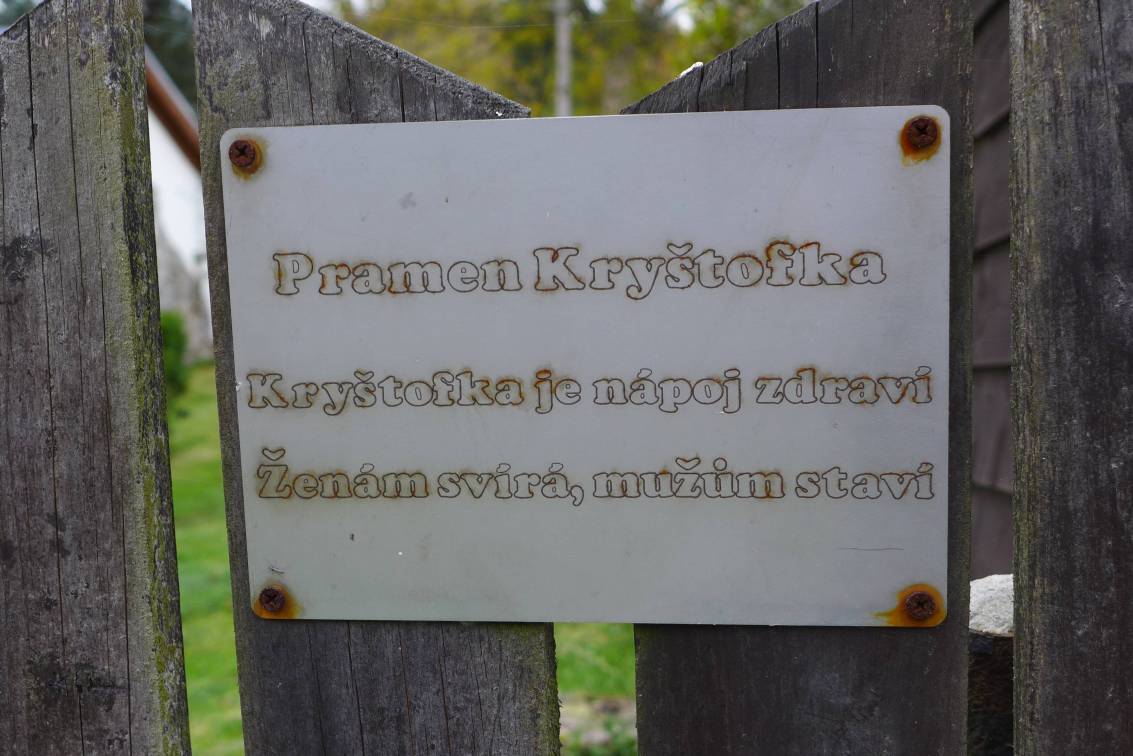 Pramen Kryštofka
Kryštofka je nápoj zdraví
Ženám svírá, mužům staví